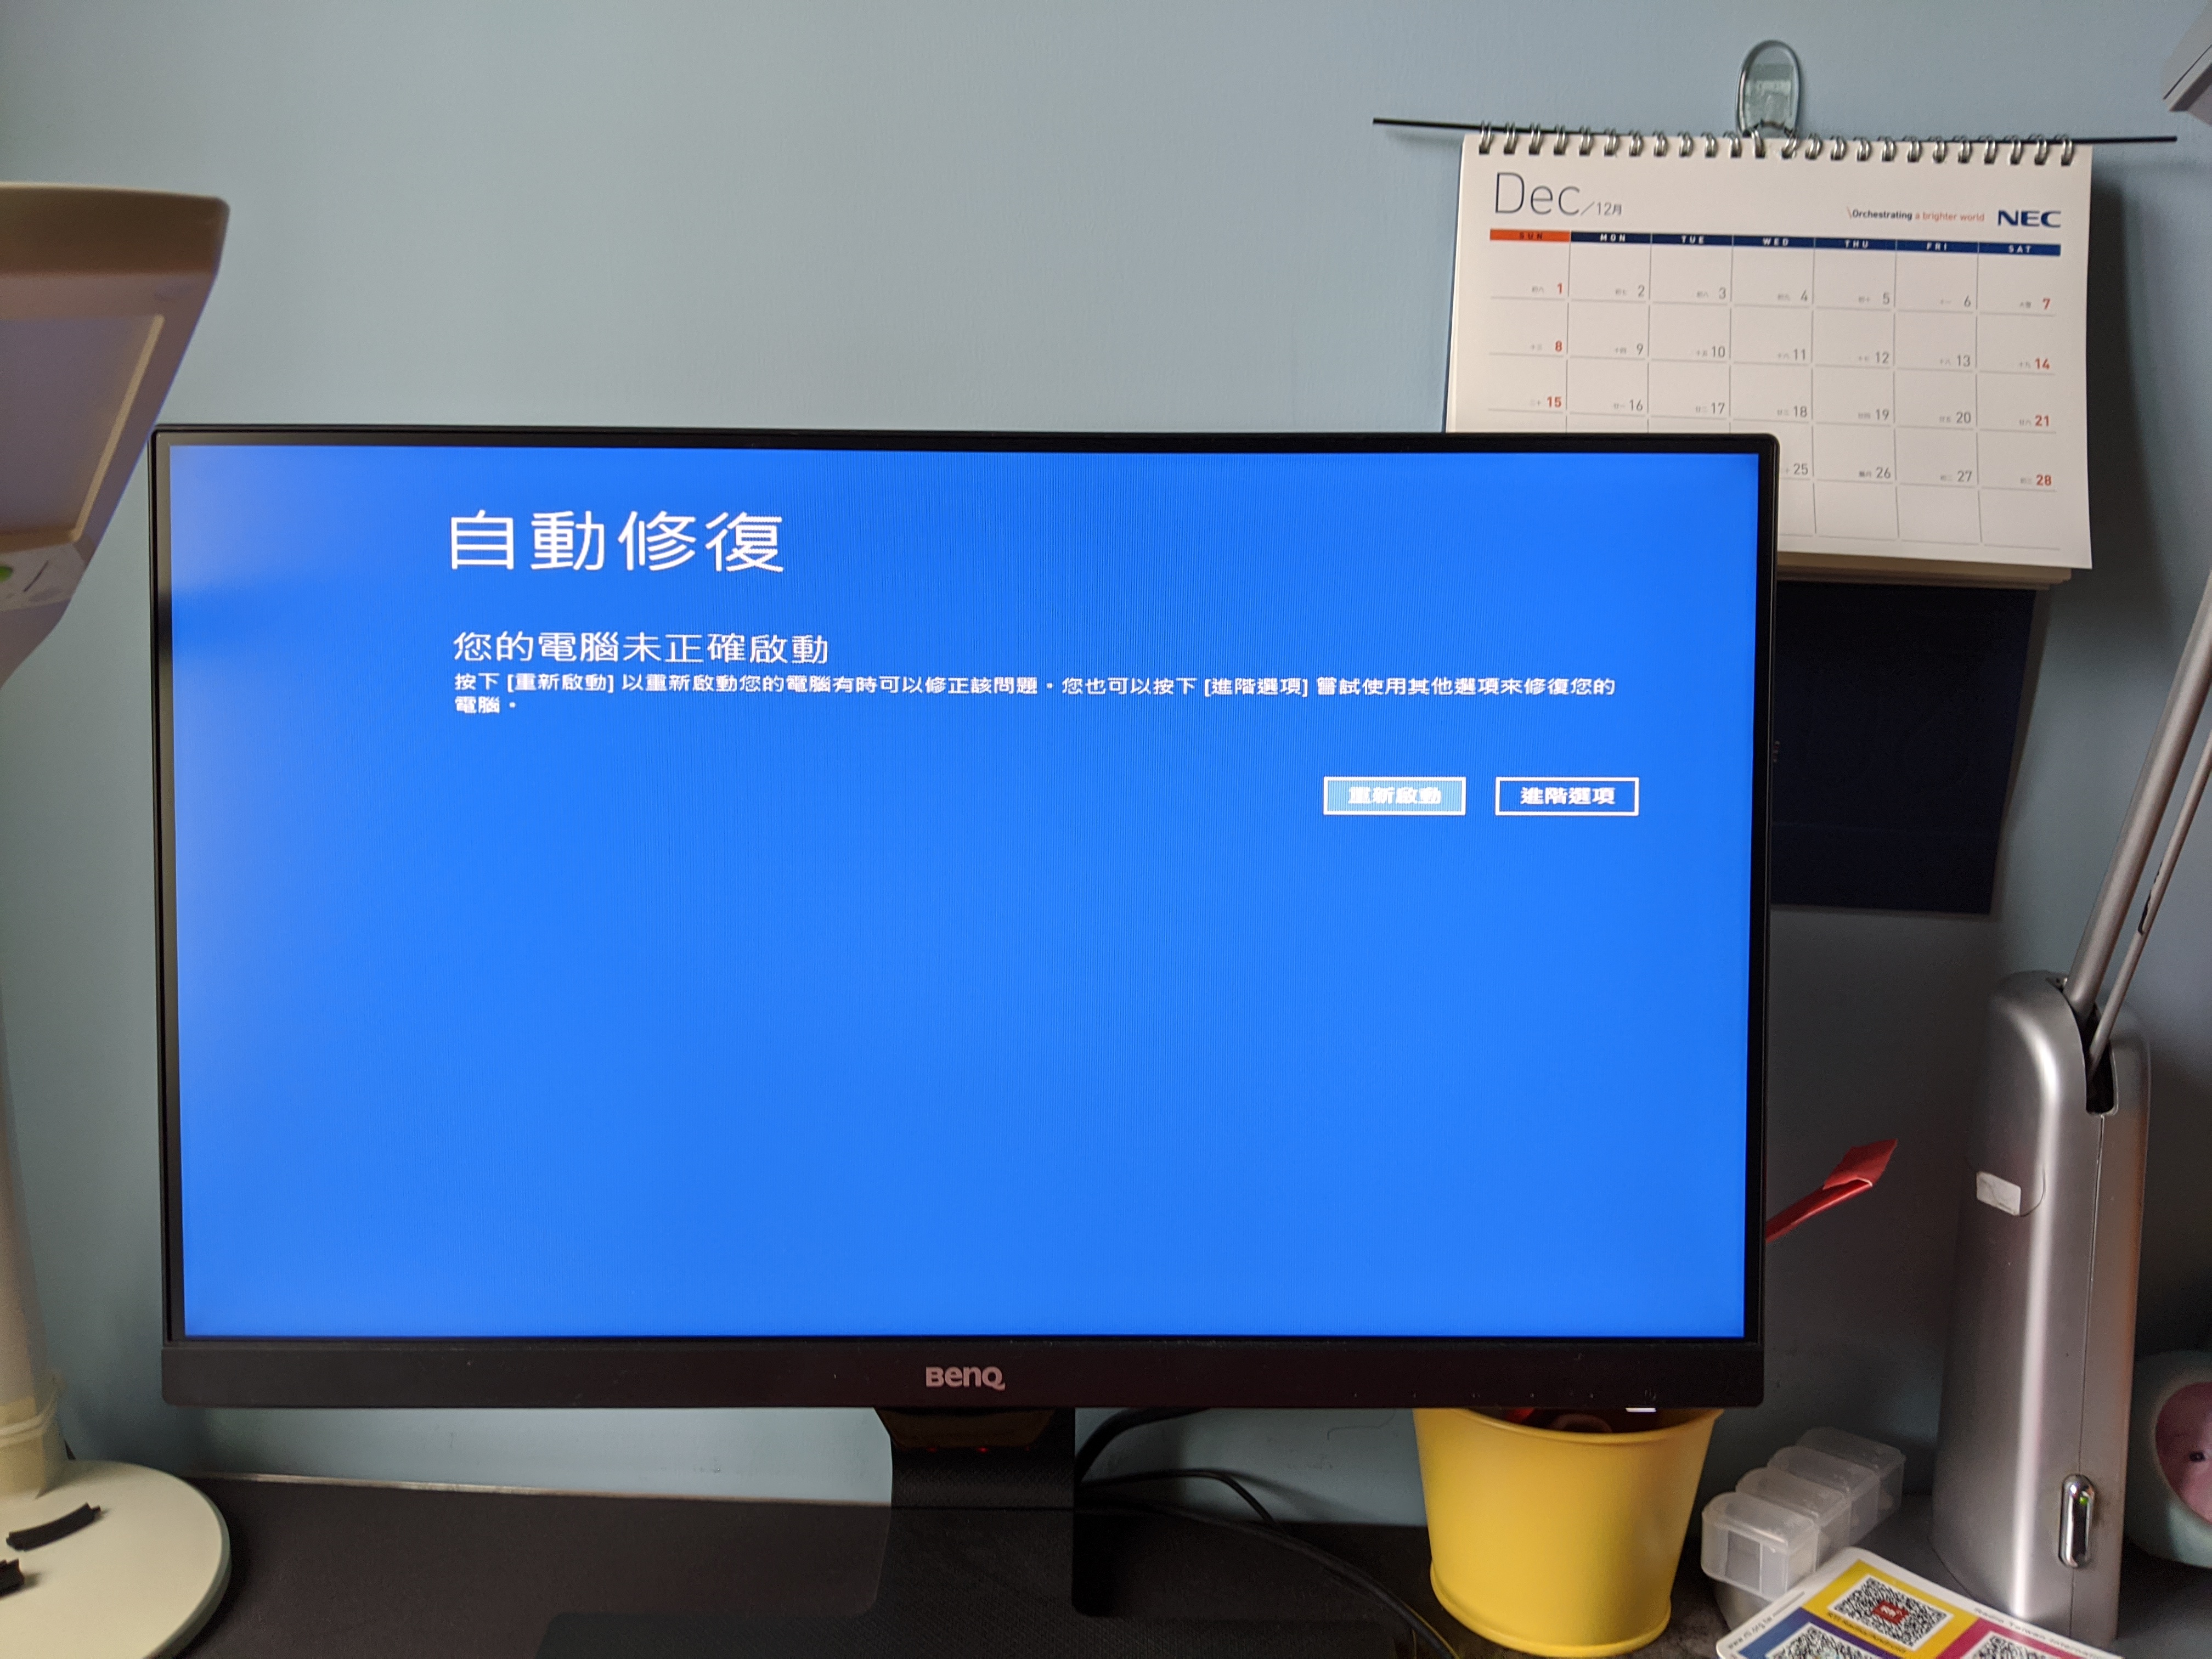 Dec/12月
\Orchestrating a brighter world NEC
SUN MON TUE WED THU FRI SAT
1 2 3 4 5 6 7
8 9 10 11 12 13 14
15 16 17 18 19 20 21
25 26 27 28
自動修復
您的電腦未正確啟動
按下 [重新啟動] 以重新啟動您的電腦有時可以修正該問題。您也可以按下 [進階選項] 嘗試使用其他選項來修復您的
電腦。
重新啟動 進階選項
BenQ